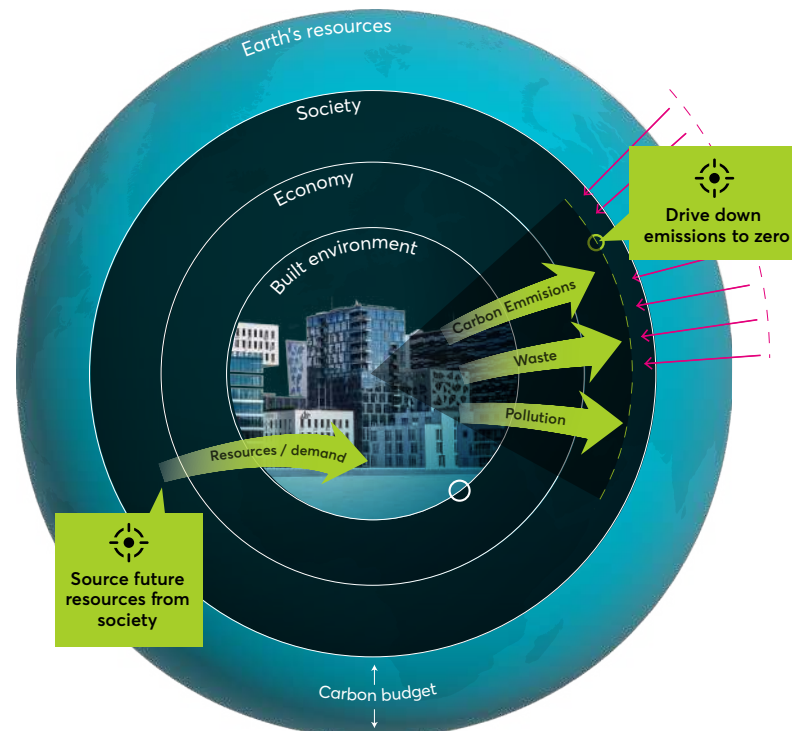 Earth's resources
Society
Economy
Built environment
Drive down
emissions to zero
Carbon Emmisions
Waste
Pollution
Resources / demand
Source future
resources from
society
Carbon budget